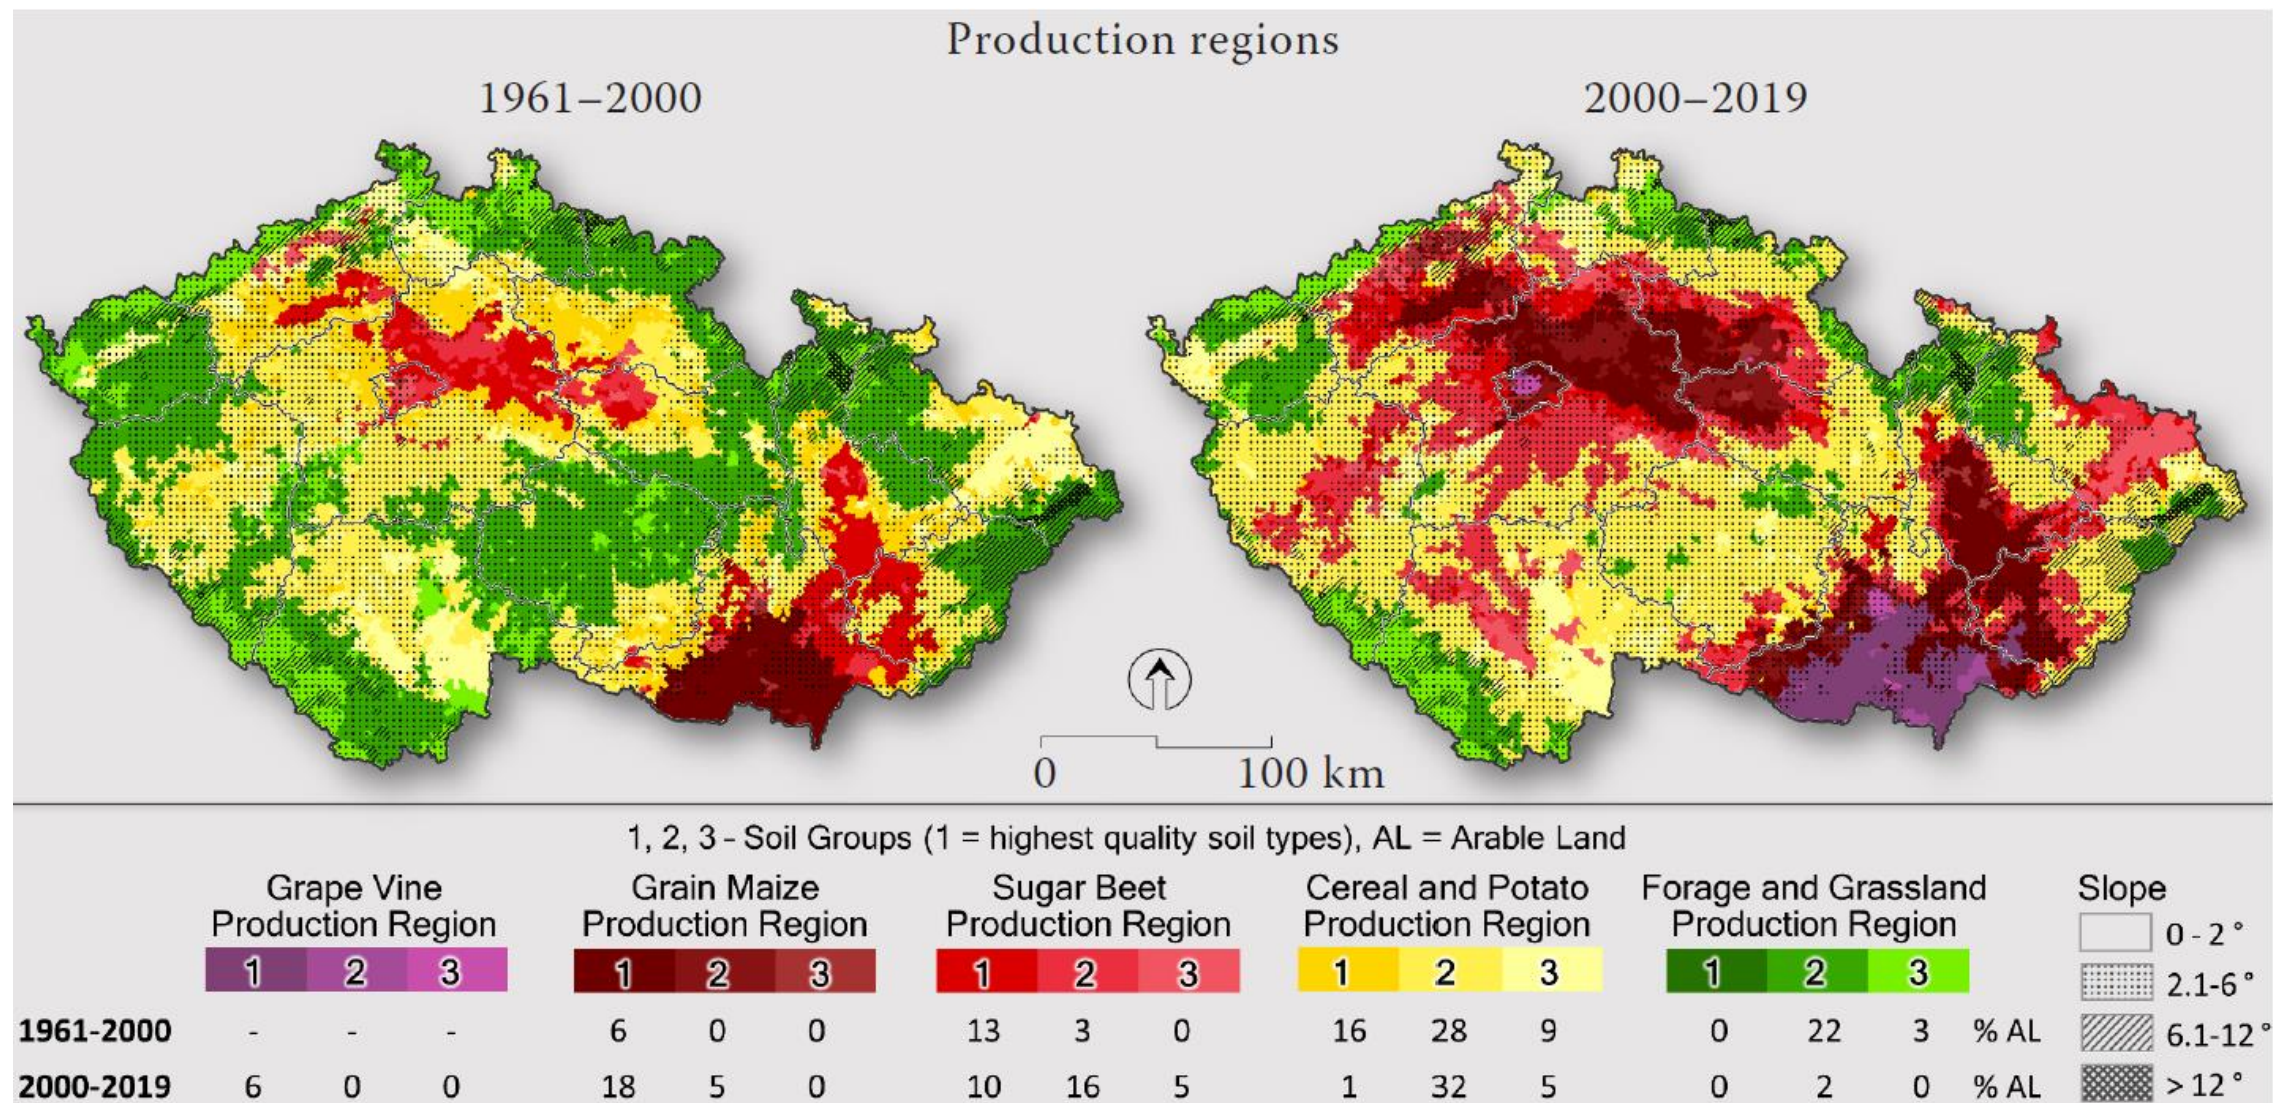 Production regions
1961–2000
2000–2019
0 100 km
1, 2, 3 - Soil Groups (1 = highest quality soil types), AL = Arable Land
Grape Vine
Production Region
1 2 3
Grain Maize
Production Region
1 2 3
Sugar Beet
Production Region
1 2 3
Cereal and Potato
Production Region
1 2 3
Forage and Grassland
Production Region
1 2 3
Slope
0 - 2 °
2.1-6 °
6.1-12 °
> 12 °
1961-2000 - - - 6 0 0 13 3 0 16 28 9 0 22 3 % AL
2000-2019 6 0 0 18 5 0 10 16 5 1 32 5 0 2 0 % AL